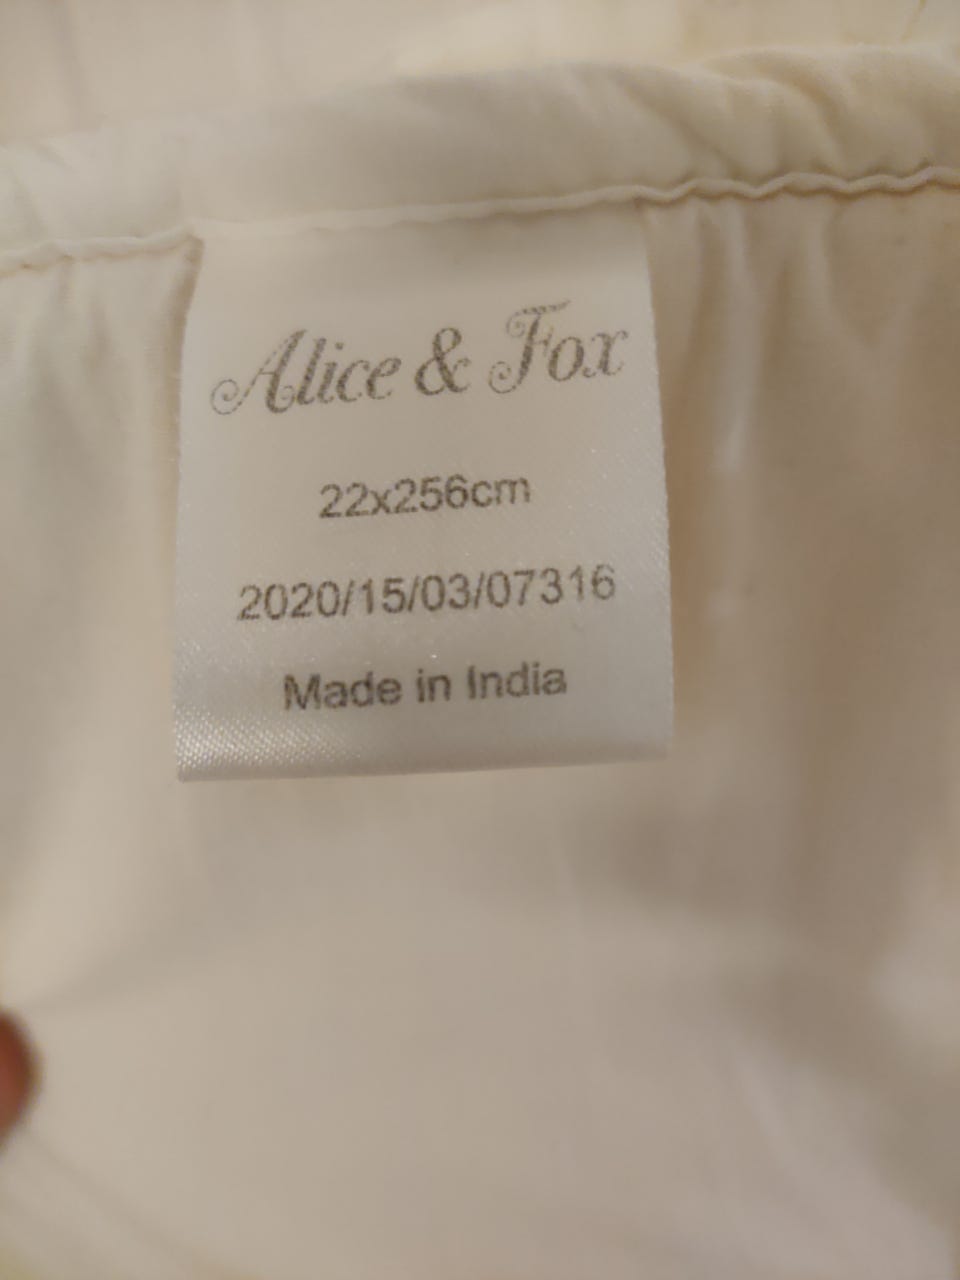 Alice & Fox
22x256cm
2020/15/03/07316
Made in India